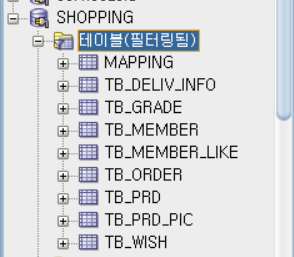 SHOPPING
테이블(필터링됨)
MAPPING
TB_DELIV_INFO
TB_GRADE
TB_MEMBER
TB_MEMBER_LIKE
TB_ORDER
TB_PRD
TB_PRD_PIC
TB_WISH